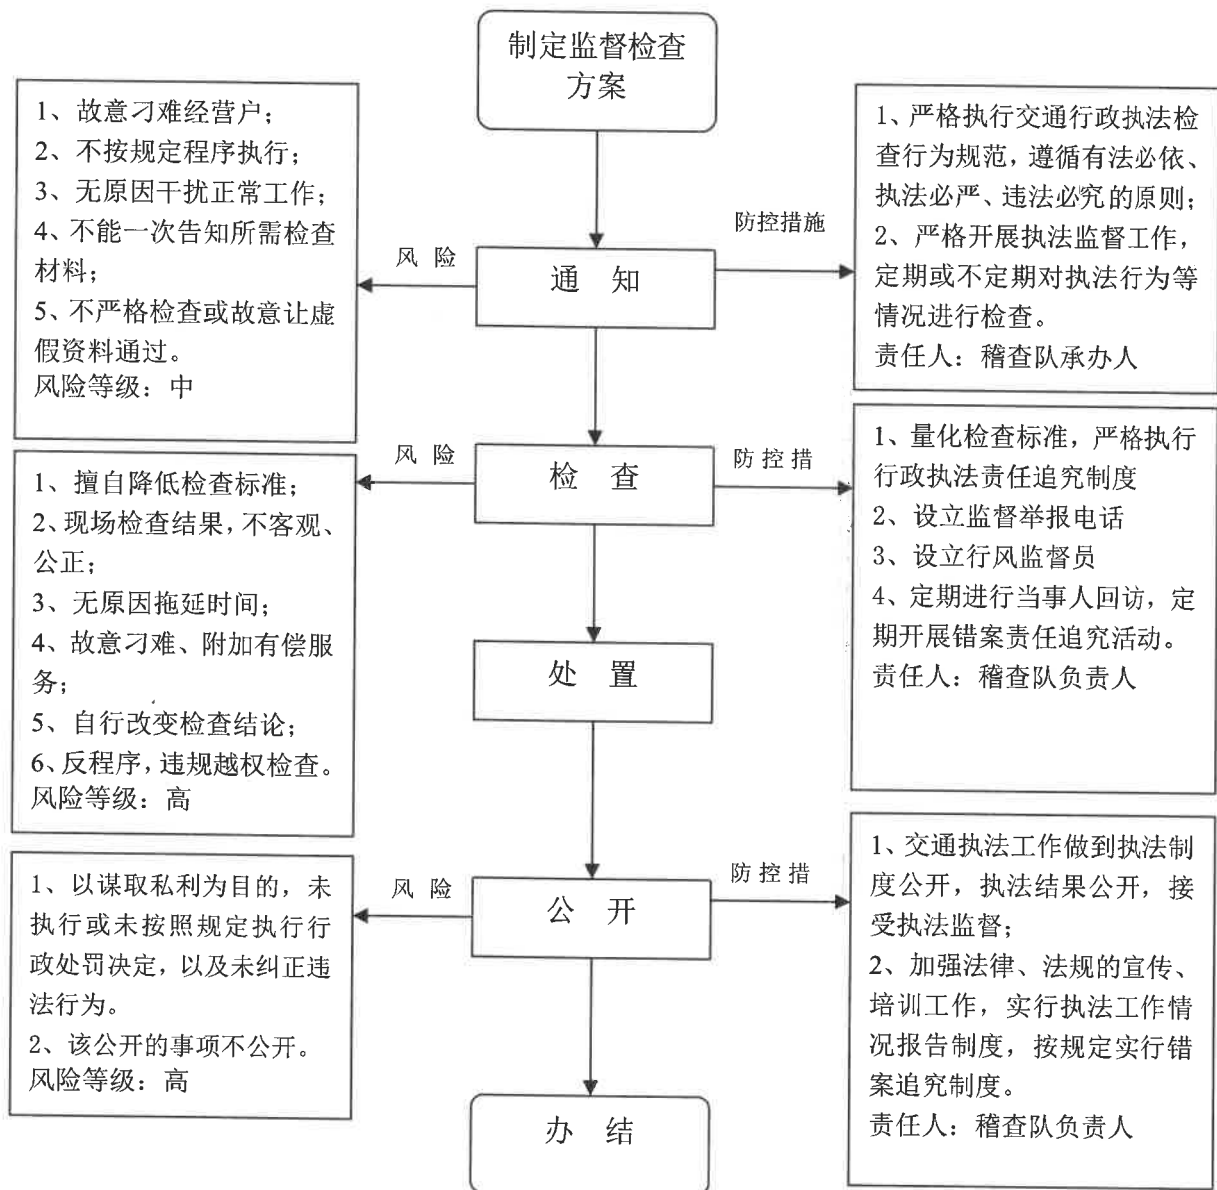 制定监督检查
方案
1、故意刁难经营户；
2、不按规定程序执行；
3、无原因干扰正常工作；
4、不能一次告知所需检查
材料；
5、不严格检查或故意让虚
假资料通过。
风险等级：中
风 险
通 知
防控措施
1、严格执行交通行政执法检
查行为规范，遵循有法必依、
执法必严、违法必究的原则；
2、严格开展执法监督工作，
定期或不定期对执法行为等
情况进行检查。
责任人：稽查队承办人
1、擅自降低检查标准；
2、现场检查结果，不客观、
公正；
3、无原因拖延时间；
4、故意刁难、附加有偿服
务；
5、自行改变检查结论；
6、反程序，违规越权检查。
风险等级：高
风 险
检 查
防 控 措
1、量化检查标准，严格执行
行政执法责任追究制度
2、设立监督举报电话
3、设立行风监督员
4、定期进行当事人回访，定
期开展错案责任追究活动。
责任人：稽查队负责人
处 置
1、以谋取私利为目的，未
执行或未按照规定执行行
政处罚决定，以及未纠正违
法行为。
2、该公开的事项不公开。
风险等级：高
风 险
公 开
防 控 措
1、交通执法工作做到执法制
度公开，执法结果公开，接
受执法监督；
2、加强法律、法规的宣传、
培训工作，实行执法工作情
况报告制度，按规定实行错
案追究制度。
责任人：稽查队负责人
办 结